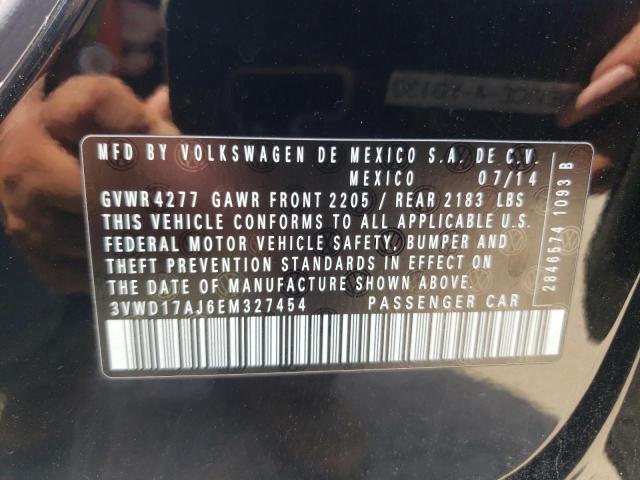 MFD BY VOLKSWAGEN DE MEXICO S.A. DE C.V.
MEXICO 07/14
GVWR 4277 GAWR FRONT 2205 / REAR 2183 LBS
THIS VEHICLE CONFORMS TO ALL APPLICABLE U.S.
FEDERAL MOTOR VEHICLE SAFETY, BUMPER AND
THEFT PREVENTION STANDARDS IN EFFECT ON
THE DATE OF MANUFACTURE SHOWN ABOVE.
3VWD17AJ6EM327454 PASSENGER CAR
2846574 1093 B